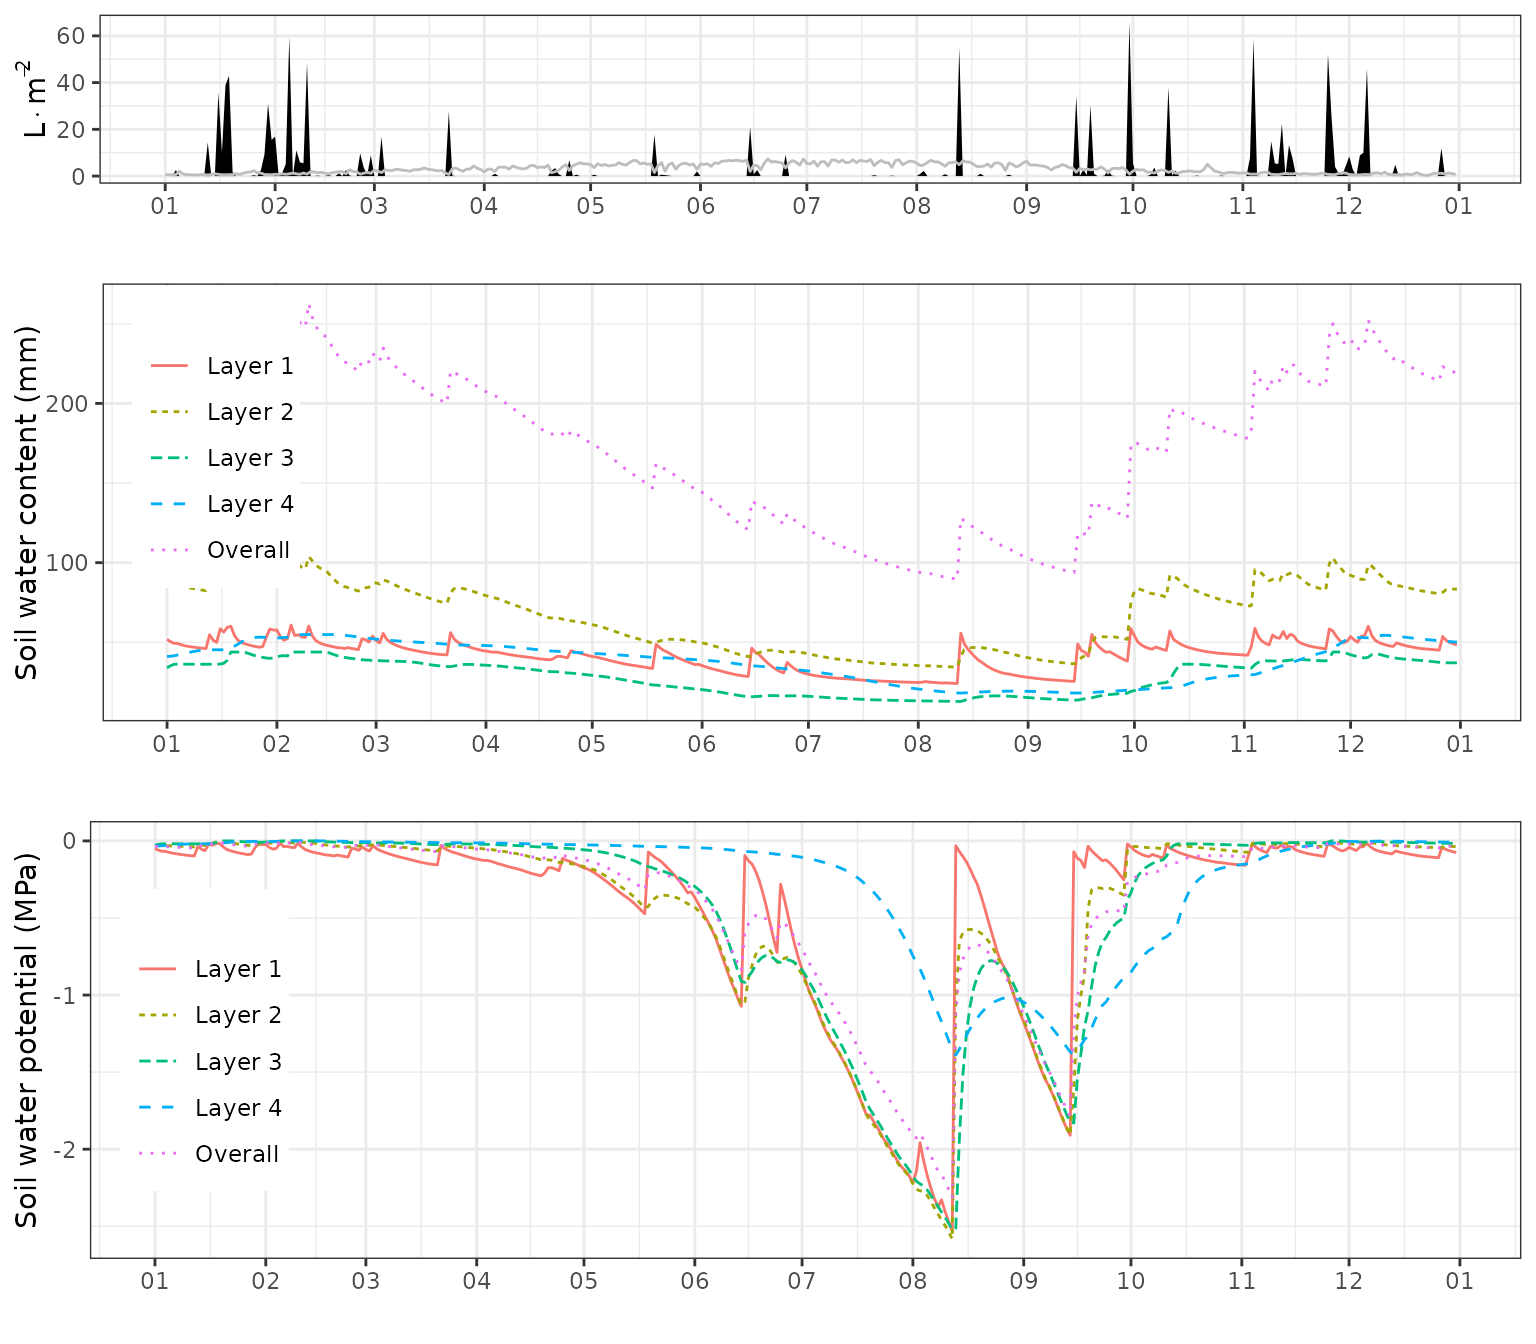 L · m⁻²
60
40
20
0
01 02 03 04 05 06 07 08 09 10 11 12 01
Soil water content (mm)
200
100
Layer 1
Layer 2
Layer 3
Layer 4
Overall
01 02 03 04 05 06 07 08 09 10 11 12 01
Soil water potential (MPa)
0
-1
-2
Layer 1
Layer 2
Layer 3
Layer 4
Overall
01 02 03 04 05 06 07 08 09 10 11 12 01